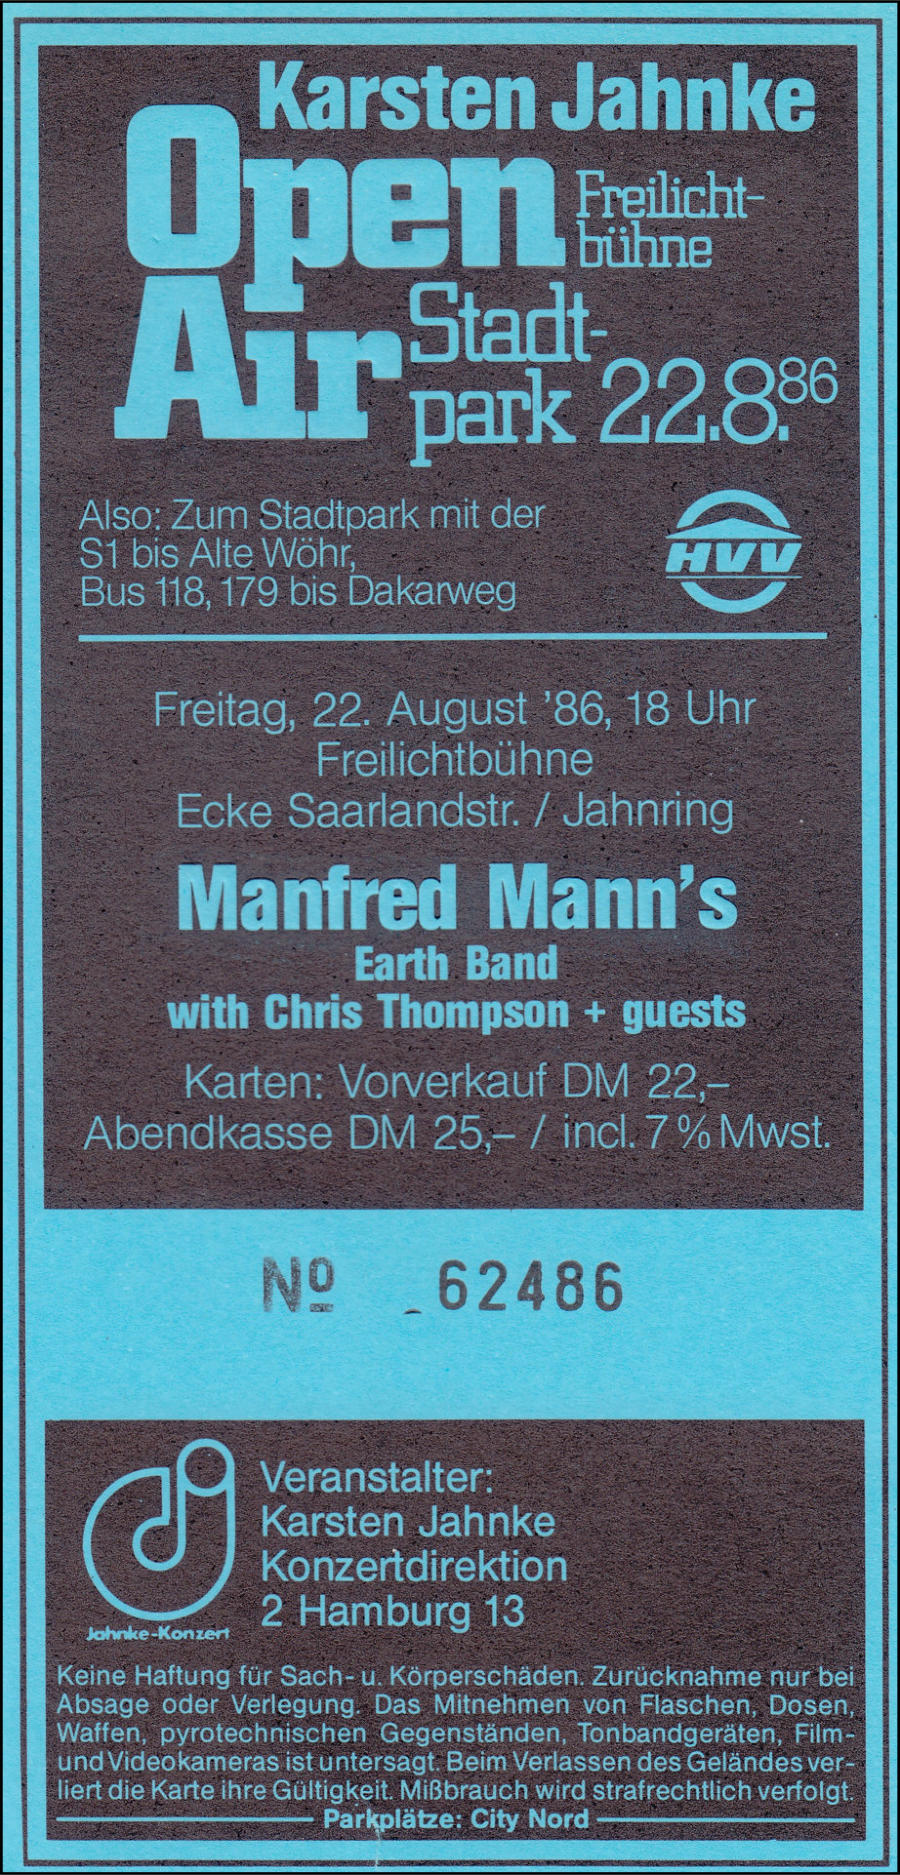 Karsten Jahnke
Open
Freilicht-
bühne
Air
Stadt-
park 22.8.86
Also: Zum Stadtpark mit der
S1 bis Alte Wöhr,
Bus 118, 179 bis Dakarweg
HVV
Freitag, 22. August '86, 18 Uhr
Freilichtbühne
Ecke Saarlandstr. / Jahnring
Manfred Mann's
Earth Band
with Chris Thompson + guests
Karten: Vorverkauf DM 22,–
Abendkasse DM 25,– / incl. 7 % Mwst.
Nº 62486
Veranstalter:
Karsten Jahnke
Konzertdirektion
2 Hamburg 13
Jahnke-Konzert
Keine Haftung für Sach- u. Körperschäden. Zurücknahme nur bei
Absage oder Verlegung. Das Mitnehmen von Flaschen, Dosen,
Waffen, pyrotechnischen Gegenständen, Tonbandgeräten, Film-
und Videokameras ist untersagt. Beim Verlassen des Geländes ver-
liert die Karte ihre Gültigkeit. Mißbrauch wird strafrechtlich verfolgt.
Parkplätze: City Nord